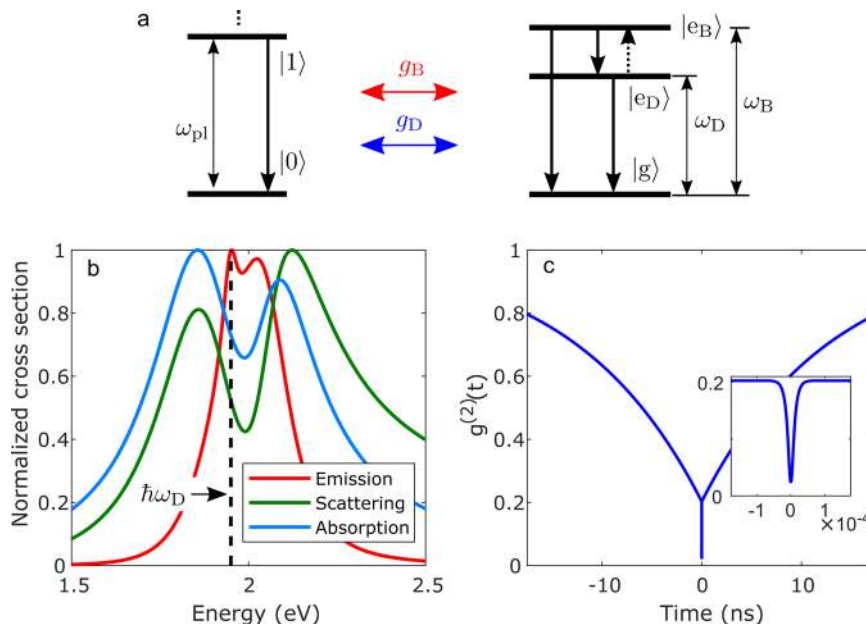 a
|1⟩
ω_pl
|0⟩
g_B
g_D
|e_B⟩
|e_D⟩
|g⟩
ω_D
ω_B
b
Normalized cross section
1
0.8
0.6
0.4
0.2
0
ħω_D
Emission
Scattering
Absorption
1.5
2
2.5
Energy (eV)
c
g^(2)(t)
1
0.8
0.6
0.4
0.2
0
0.2
0
-1
0
1
×10^-4
-10
0
10
Time (ns)